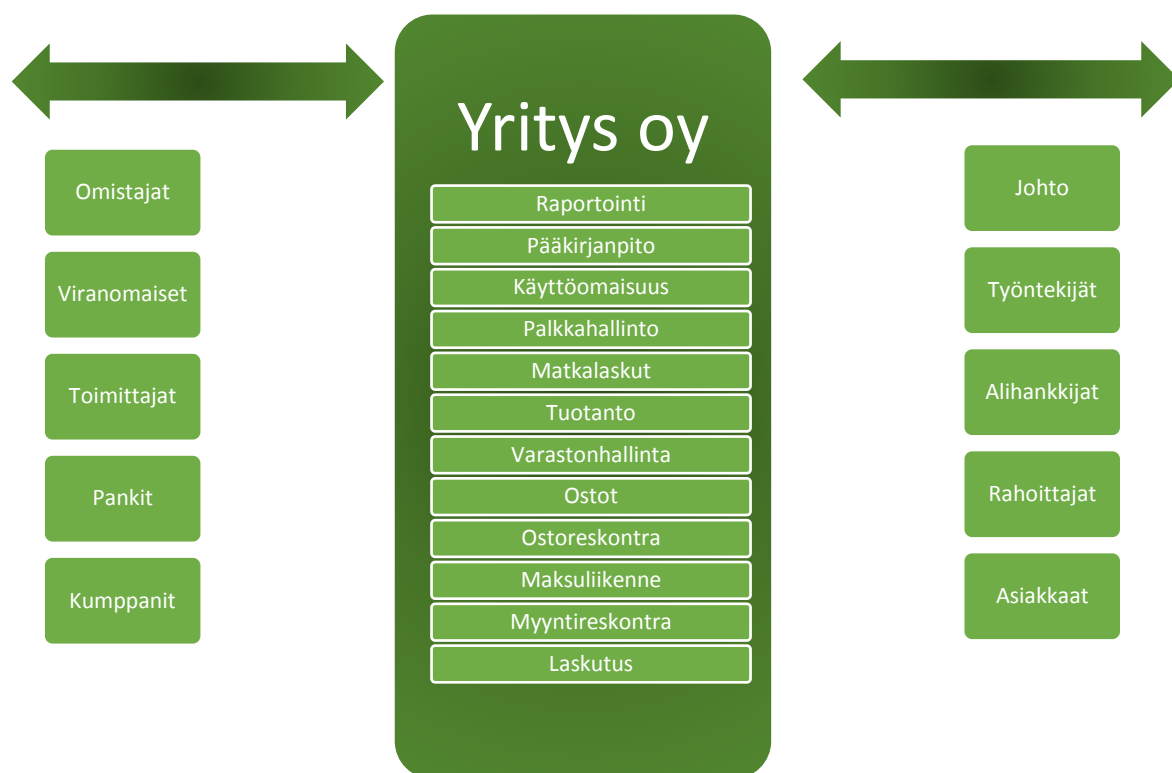 Yritys oy
Omistajat
Viranomaiset
Toimittajat
Pankit
Kumppanit
Raportointi
Pääkirjanpito
Käyttöomaisuus
Palkkahallinto
Matkalaskut
Tuotanto
Varastonhallinta
Ostot
Ostoreskontra
Maksuliikenne
Myyntireskontra
Laskutus
Johto
Työntekijät
Alihankkijat
Rahoittajat
Asiakkaat